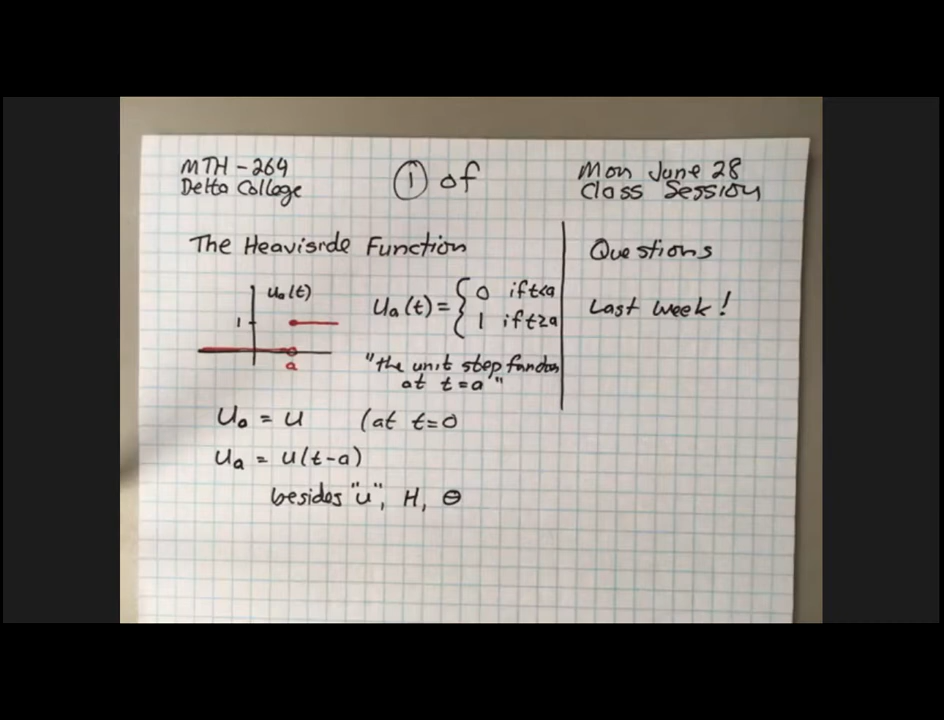 MTH - 264
Delta College
① of
Mon June 28
Class Session
The Heaviside Function
u₀(t)
1
a
uₐ(t) = { 0 if t<a
1 if t≥a
"the unit step function
at t=a"
u₀ = u (at t=0
uₐ = u(t-a)
besides "u", H, θ
Questions
Last week!